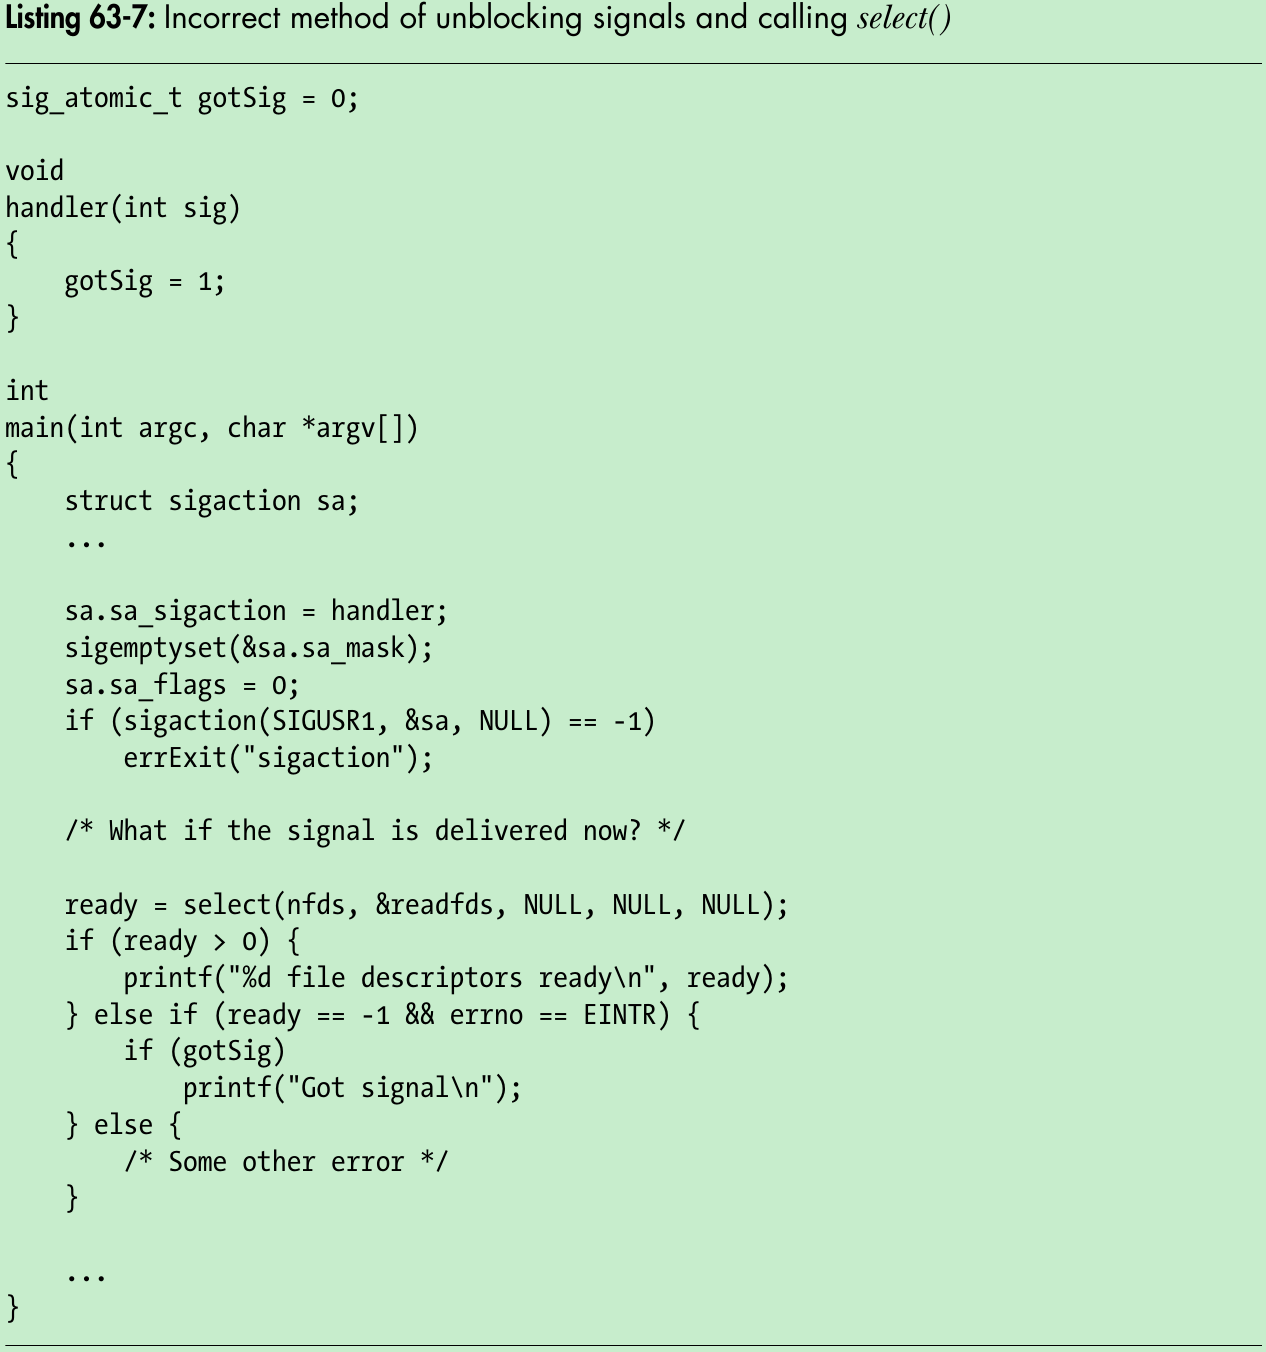 Listing 63-7: Incorrect method of unblocking signals and calling select()
sig_atomic_t gotSig = 0;
void
handler(int sig)
{
    gotSig = 1;
}
int
main(int argc, char *argv[])
{
    struct sigaction sa;
    ...
    sa.sa_sigaction = handler;
    sigemptyset(&sa.sa_mask);
    sa.sa_flags = 0;
    if (sigaction(SIGUSR1, &sa, NULL) == -1)
        errExit("sigaction");
    /* What if the signal is delivered now? */
    ready = select(nfds, &readfds, NULL, NULL, NULL);
    if (ready > 0) {
        printf("%d file descriptors ready\n", ready);
    } else if (ready == -1 && errno == EINTR) {
        if (gotSig)
            printf("Got signal\n");
    } else {
        /* Some other error */
    }
    ...
}